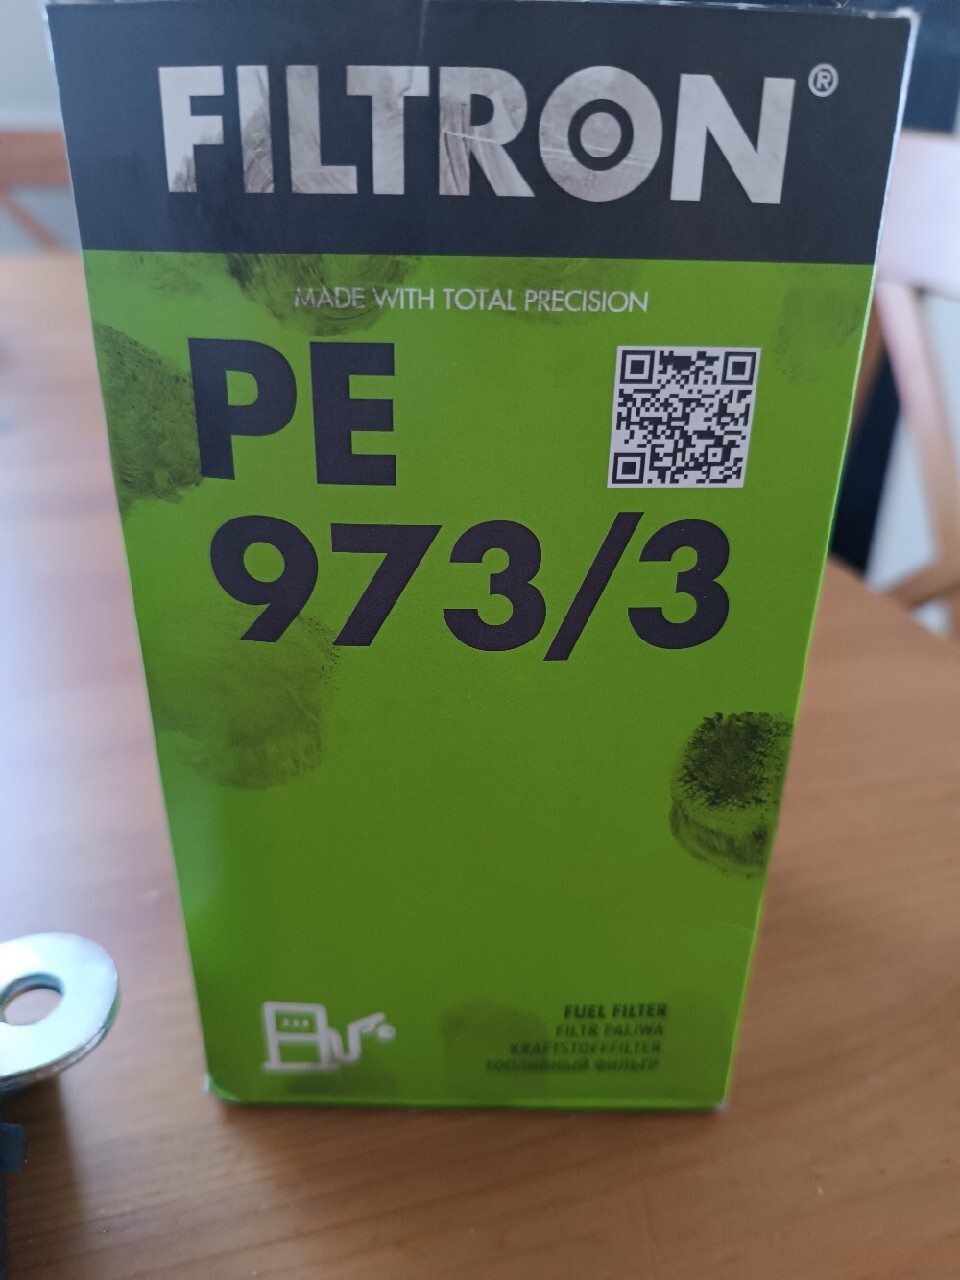 FILTRON®
MADE WITH TOTAL PRECISION
PE
973/3
FUEL FILTER
FILTR PALIWA
KRAFTSTOFFFILTER
ТОПЛИВНЫЙ ФИЛЬТР